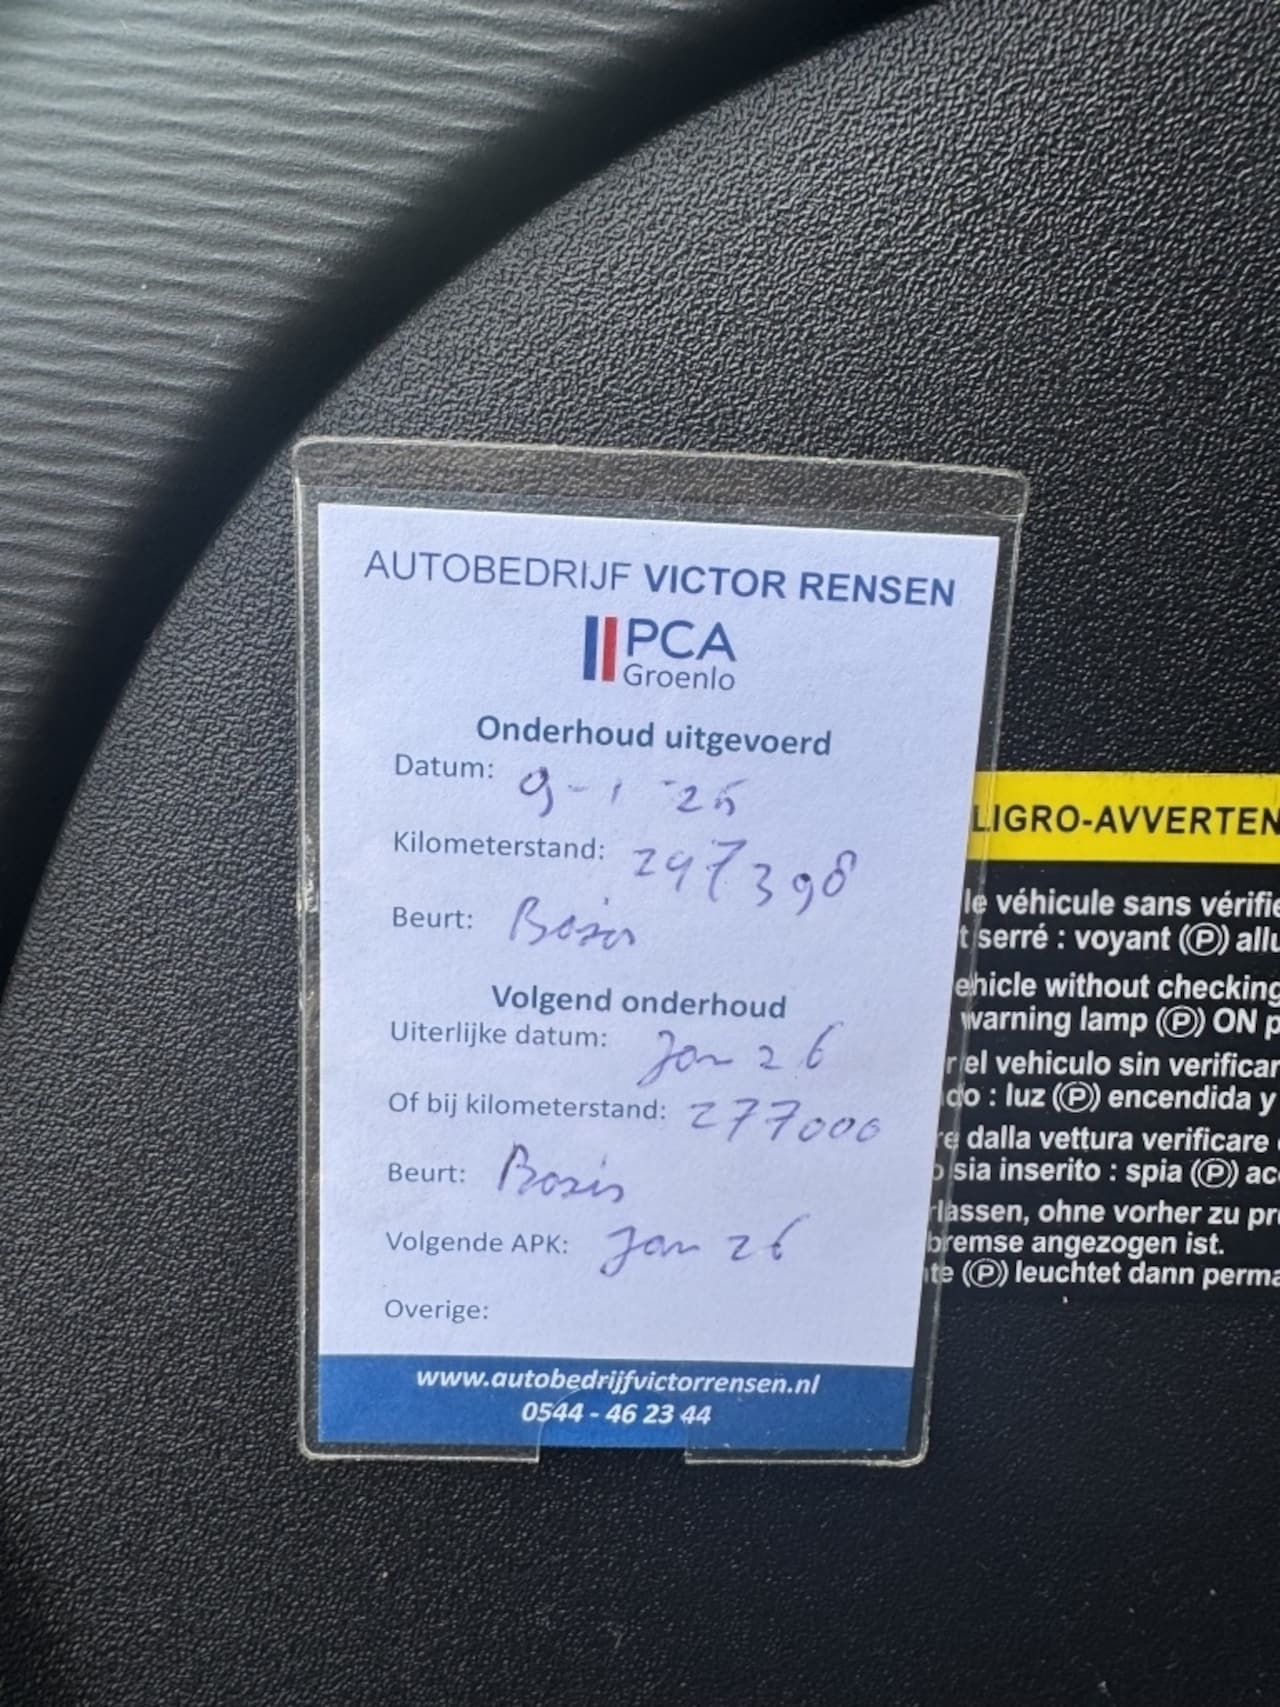 AUTOBEDRIJF VICTOR RENSEN
PCA
Groenlo
Onderhoud uitgevoerd
Datum: 9-1 '25
Kilometerstand: 297398
Beurt: Basis
Volgend onderhoud
Uiterlijke datum: Jan 26
Of bij kilometerstand: 277000
Beurt: Basis
Volgende APK: Jan 26
Overige:
www.autobedrijfvictorrensen.nl
0544 - 46 23 44
LIGRO-AVVERTEN
le véhicule sans vérifie
t serré : voyant (P) allu
ehicle without checking
warning lamp (P) ON p
r el vehiculo sin verificar
do : luz (P) encendida y
re dalla vettura verificare
o sia inserito : spia (P) acc
rlassen, ohne vorher zu pr
bremse angezogen ist.
te (P) leuchtet dann perma